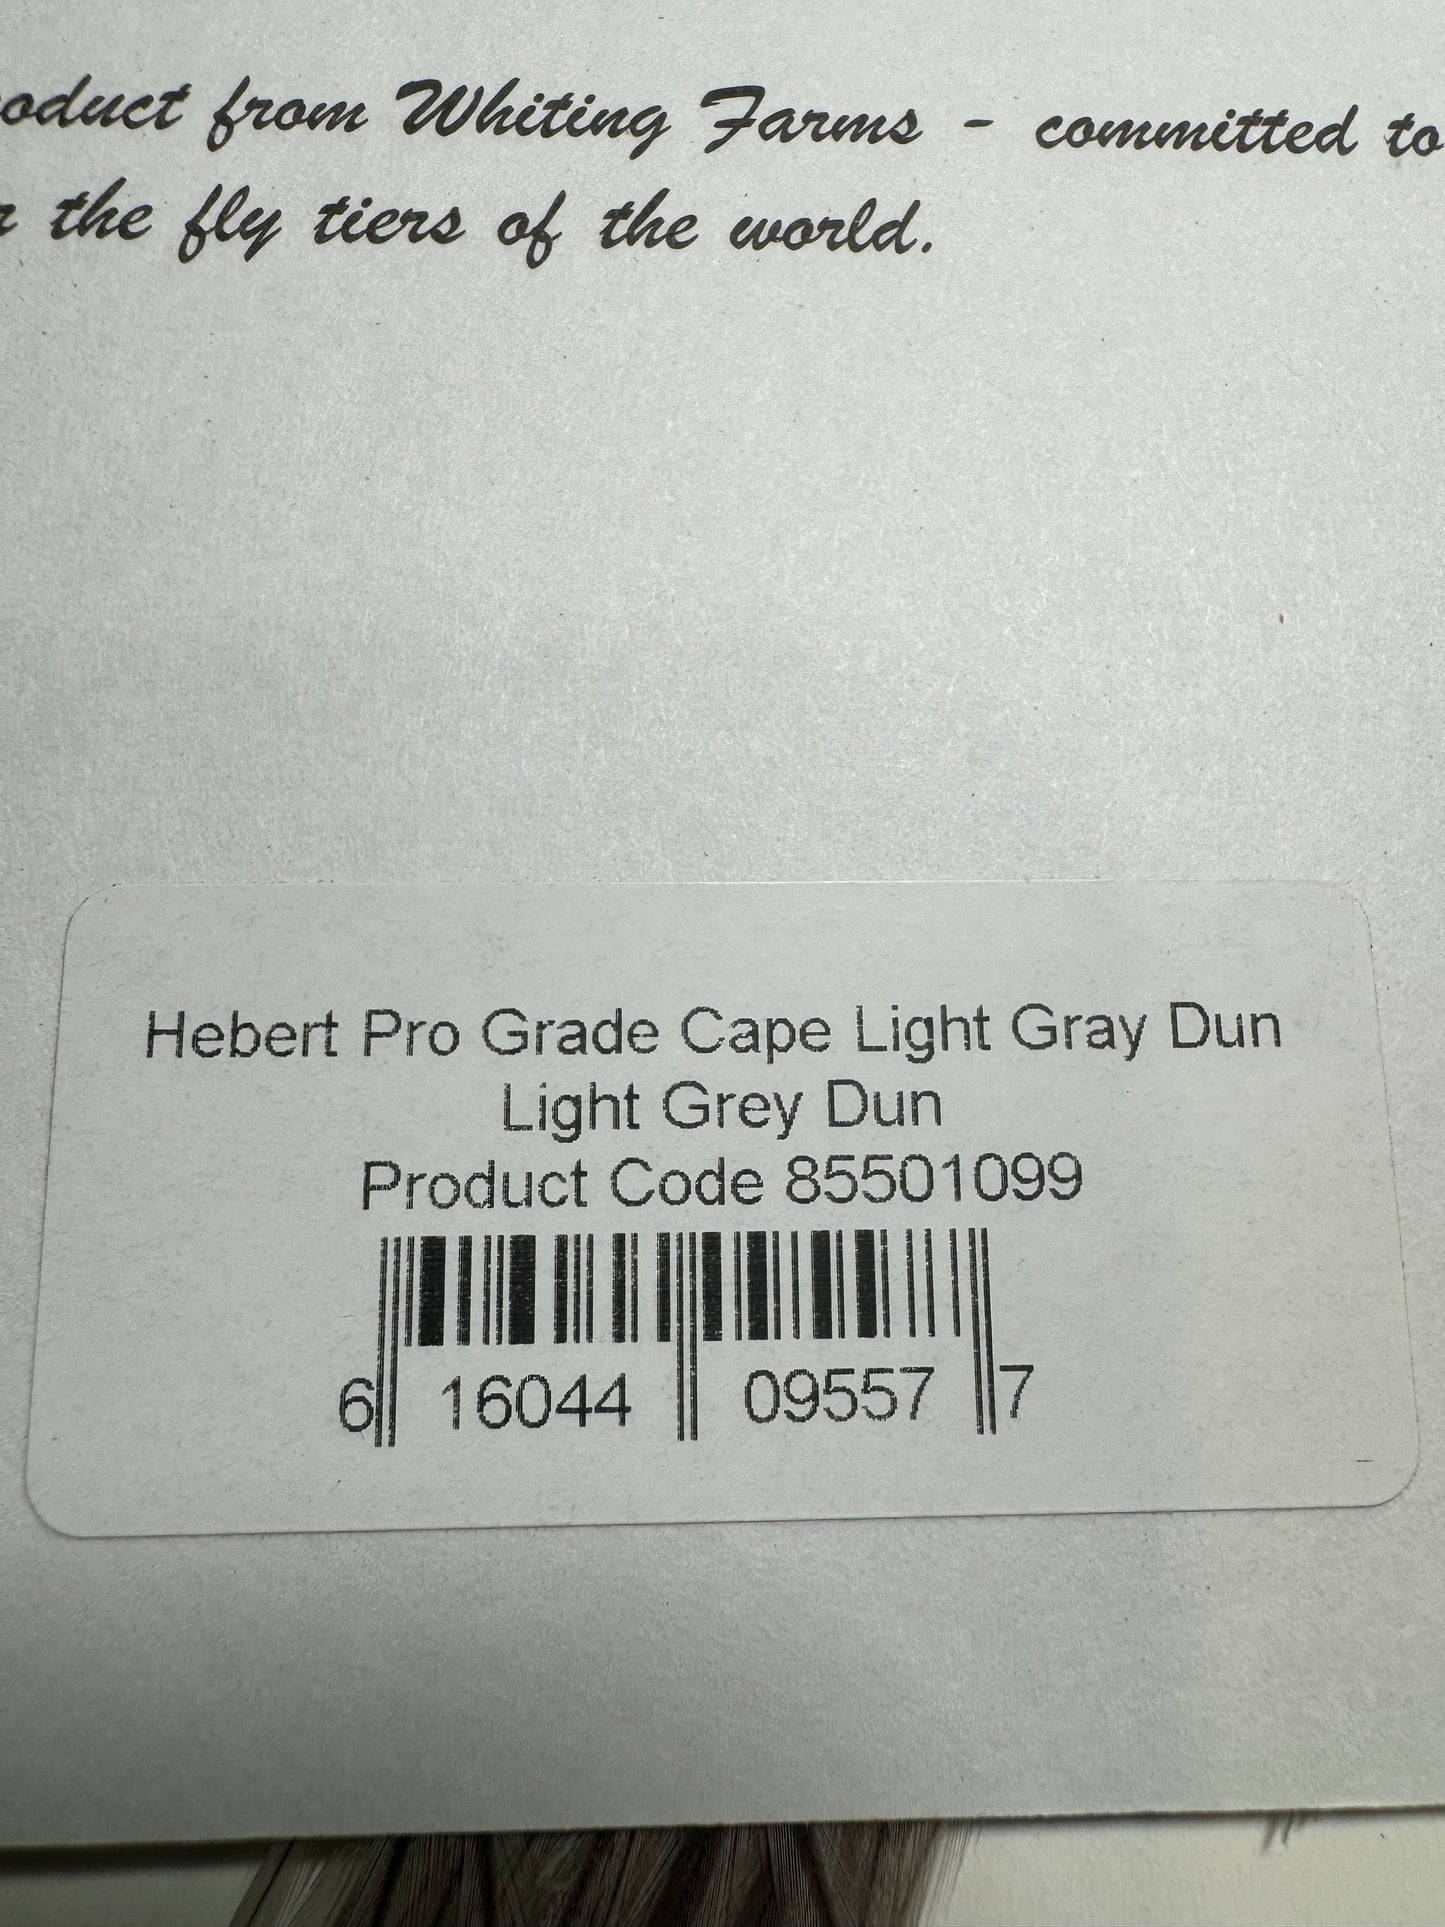 oduct from Whiting Farms - committed to
the fly tiers of the world.
Hebert Pro Grade Cape Light Gray Dun
Light Grey Dun
Product Code 85501099
6 16044 09557 7